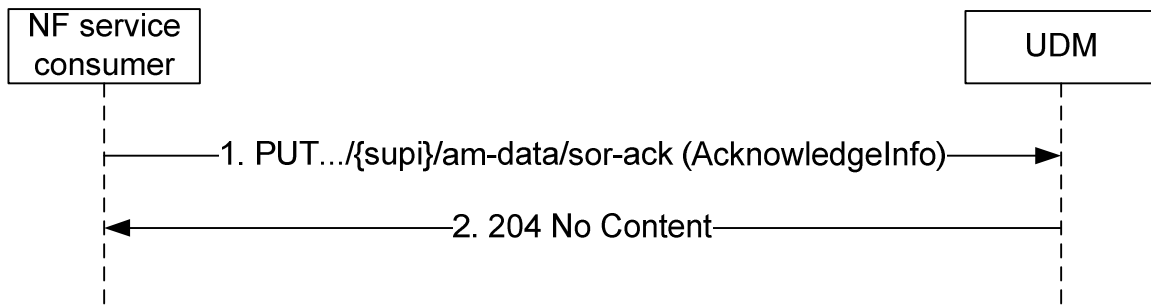 NF service
consumer
UDM
1. PUT.../{supi}/am-data/sor-ack (AcknowledgeInfo)
2. 204 No Content